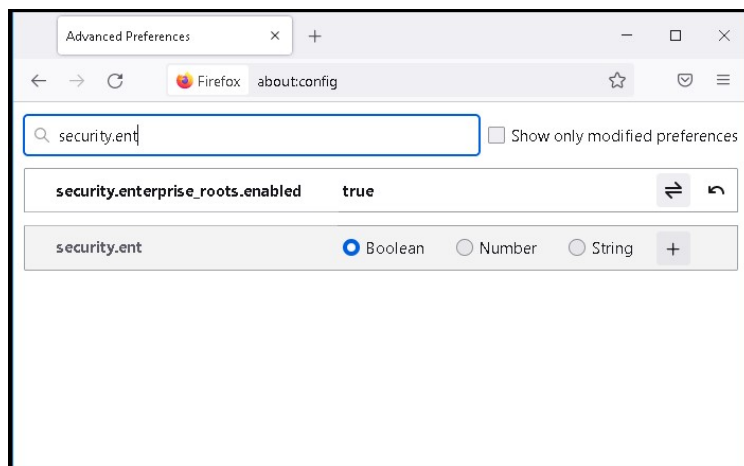 Advanced Preferences
Firefox about:config
security.ent Show only modified preferences
security.enterprise_roots.enabled true
security.ent Boolean Number String